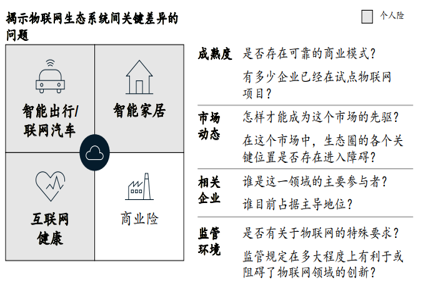 揭示物联网生态系统间关键差异的
问题
个人险
智能出行/
联网汽车
智能家居
互联网
健康
商业险
成熟度
是否存在可靠的商业模式？
有多少企业已经在试点物联网
项目？
市场
动态
怎样才能成为这个市场的先驱？
在这个市场中，生态圈的各个关
键位置是否存在进入障碍？
相关
企业
谁是这一领域的主要参与者？
谁目前占据主导地位？
监管
环境
是否有关于物联网的特殊要求？
监管规定在多大程度上有利于或
阻碍了物联网领域的创新？